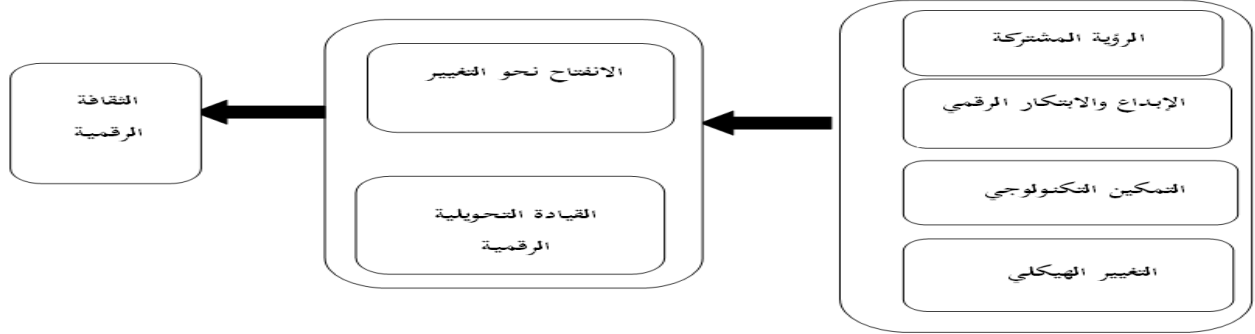 الرؤية المشتركة
الإبداع والابتكار الرقمي
التمكين التكنولوجي
التغيير الهيكلي
الانفتاح نحو التغيير
القيادة التحويلية
الرقمية
الثقافة
الرقمية